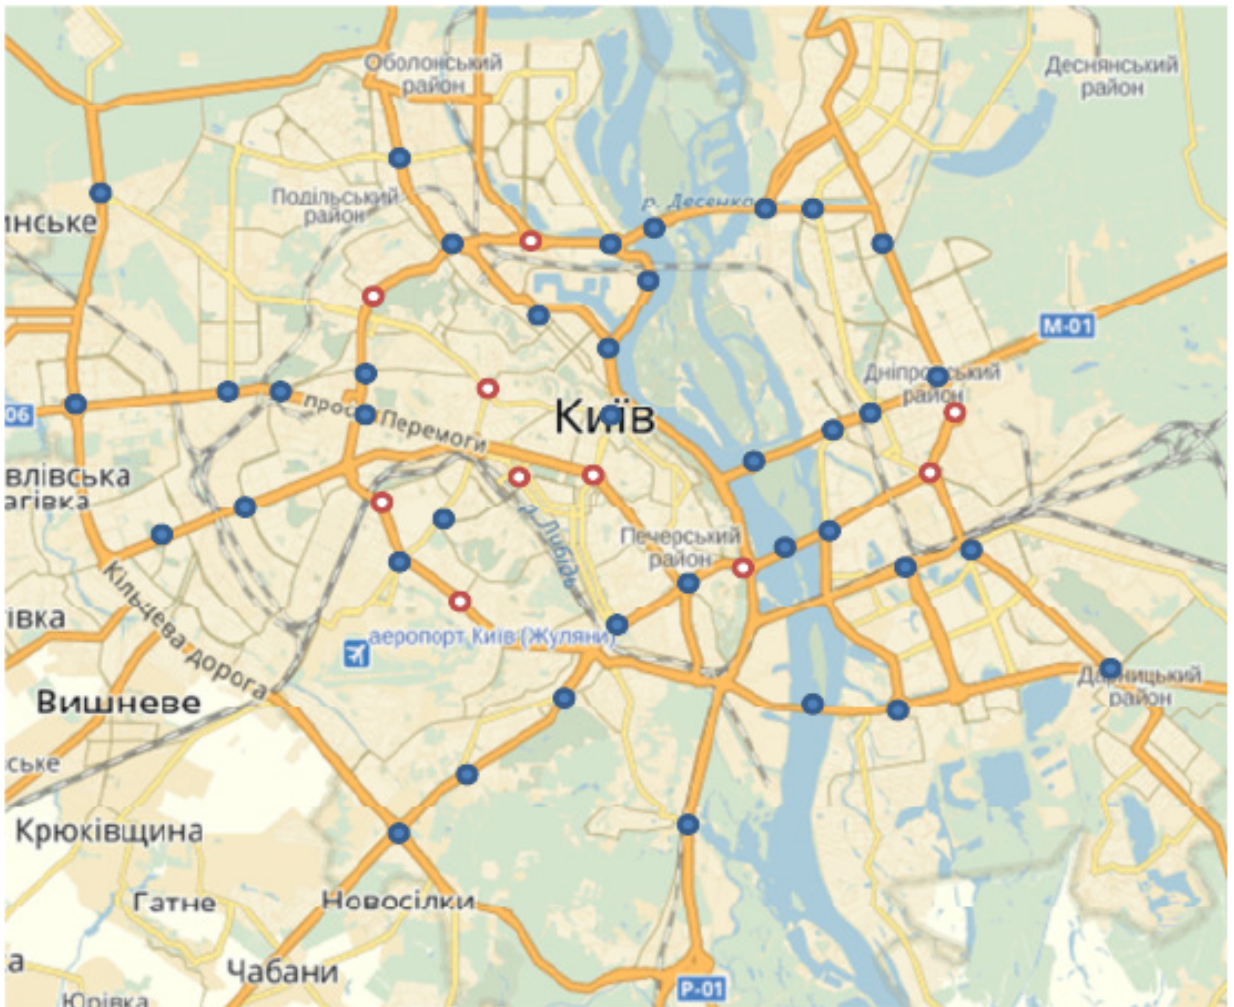 Оболонський
район
Деснянський
район
Подільський
район
р. Десенка
инське
М-01
Дніпровський
район
06
просп. Перемоги
Київ
влівська
агівка
р. Либідь
Печерський
район
Кільцева дорога
івка
аеропорт Київ (Жуляни)
Дарницький
район
Вишневе
ське
Крюківщина
Гатне
Новосілки
а
Чабани
Р-01
Юрівка